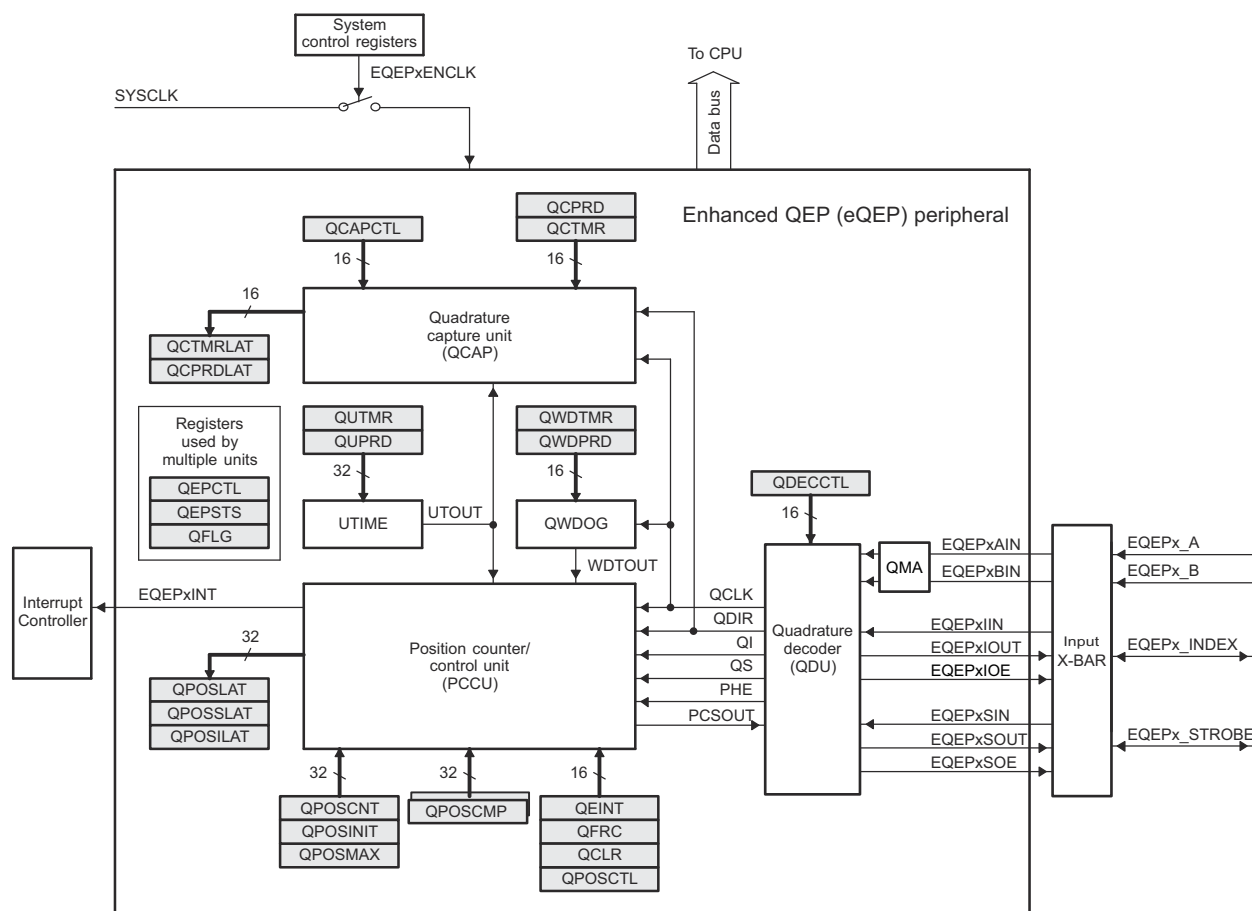 System
control registers
To CPU
EQEPxENCLK
SYSCLK
Data bus
Enhanced QEP (eQEP) peripheral
QCPRD
QCTMR
QCAPCTL
16
16
16
Quadrature
capture unit
(QCAP)
QCTMRLAT
QCPRDLAT
Registers
used by
multiple units
QEPCTL
QEPSTS
QFLG
QUTMR
QUPRD
32
QWDTMR
QWDPRD
16
UTIME
UTOUT
QWDOG
WDTOUT
QDECCTL
16
QMA
EQEPxAIN
EQEPxBIN
EQEPx_A
EQEPx_B
Interrupt
Controller
EQEPxINT
32
Position counter/
control unit
(PCCU)
QCLK
QDIR
QI
QS
PHE
PCSOUT
Quadrature
decoder
(QDU)
EQEPxIIN
EQEPxIOUT
EQEPxIOE
EQEPxSIN
EQEPxSOUT
EQEPxSOE
Input
X-BAR
EQEPx_INDEX
EQEPx_STROBE
QPOSLAT
QPOSSLAT
QPOSILAT
32
32
16
QPOSCNT
QPOSINIT
QPOSMAX
QPOSCMP
QEINT
QFRC
QCLR
QPOSCTL